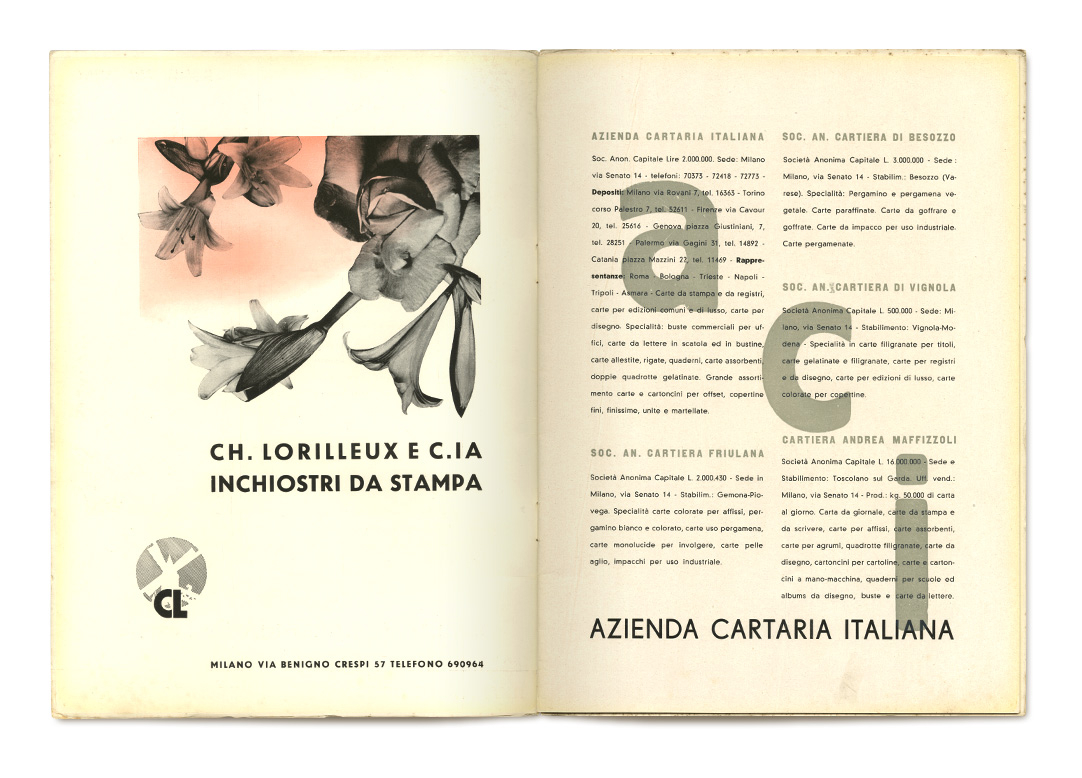 CH. LORILLEUX E C.IA
INCHIOSTRI DA STAMPA
CL
MILANO VIA BENIGNO CRESPI 57 TELEFONO 690964
AZIENDA CARTARIA ITALIANA
Soc. Anon. Capitale Lire 2.000.000. Sede: Milano
via Senato 14 - telefoni: 70373 - 72418 - 72773 -
Depositi: Milano via Rovani 7, tel. 16363 - Torino
corso Palestro 7, tel. 52611 - Firenze via Cavour
20, tel. 25616 - Genova piazza Giustiniani, 7,
tel. 28251 - Palermo via Gagini 31, tel. 14892 -
Catania piazza Mazzini 22, tel. 11469 - Rappre-
sentanze: Roma - Bologna - Trieste - Napoli -
Tripoli - Asmara - Carte da stampa e da registri,
carte per edizioni comuni e di lusso, carte per
disegno. Specialità: buste commerciali per uf-
fici, carte da lettere in scatola ed in bustine,
carte allestite, rigate, quaderni, carte assorbenti,
doppie quadrotte gelatinate. Grande assorti-
mento carte e cartoncini per offset, copertine
fini, finissime, unite e martellate.
SOC. AN. CARTIERA FRIULANA
Società Anonima Capitale L. 2.000.430 - Sede in
Milano, via Senato 14 - Stabilim.: Gemona-Pio-
vega. Specialità carte colorate per affissi, per-
gamino bianco e colorato, carte uso pergamena,
carte monolucide per involgere, carte pelle
aglio, impacchi per uso industriale.
SOC. AN. CARTIERA DI BESOZZO
Società Anonima Capitale L. 3.000.000 - Sede:
Milano, via Senato 14 - Stabilim.: Besozzo (Va-
rese). Specialità: Pergamino e pergamena ve-
getale. Carte paraffinate. Carte da goffrare e
goffrate. Carte da impacco per uso industriale.
Carte pergamenate.
SOC. AN. CARTIERA DI VIGNOLA
Società Anonima Capitale L. 500.000 - Sede: Mi-
lano, via Senato 14 - Stabilimento: Vignola-Mo-
dena - Specialità in carte filigranate per titoli,
carte gelatinate e filigranate, carte per registri
e da disegno, carte per edizioni di lusso, carte
colorate per copertine.
CARTIERA ANDREA MAFFIZZOLI
Società Anonima Capitale L. 16.000.000 - Sede e
Stabilimento: Toscolano sul Garda. Uff. vend.:
Milano, via Senato 14 - Prod.: kg. 50.000 di carta
al giorno. Carta da giornale, carte da stampa e
da scrivere, carte per affissi, carte assorbenti,
carte per agrumi, quadrotte filigranate, carte da
disegno, cartoncini per cartoline, carte e carton-
cini a mano-macchina, quaderni per scuole ed
albums da disegno, buste e carte da lettere.
a
c
i
AZIENDA CARTARIA ITALIANA